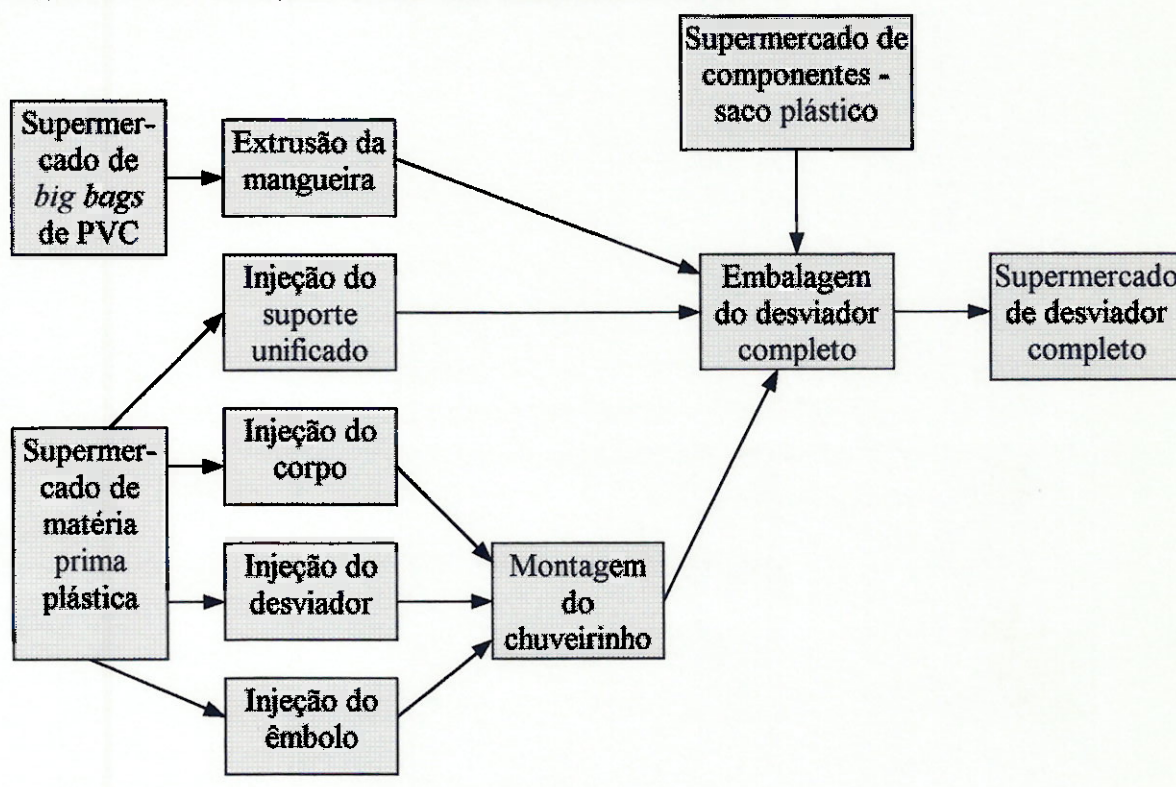 Supermercado de
componentes -
saco plástico
Supermer-
cado de
big bags
de PVC
Extrusão da
mangueira
Injeção do
suporte
unificado
Embalagem
do desviador
completo
Supermercado
de desviador
completo
Supermer-
cado de
matéria
prima
plástica
Injeção do
corpo
Injeção do
desviador
Montagem
do
chuveirinho
Injeção do
êmbolo